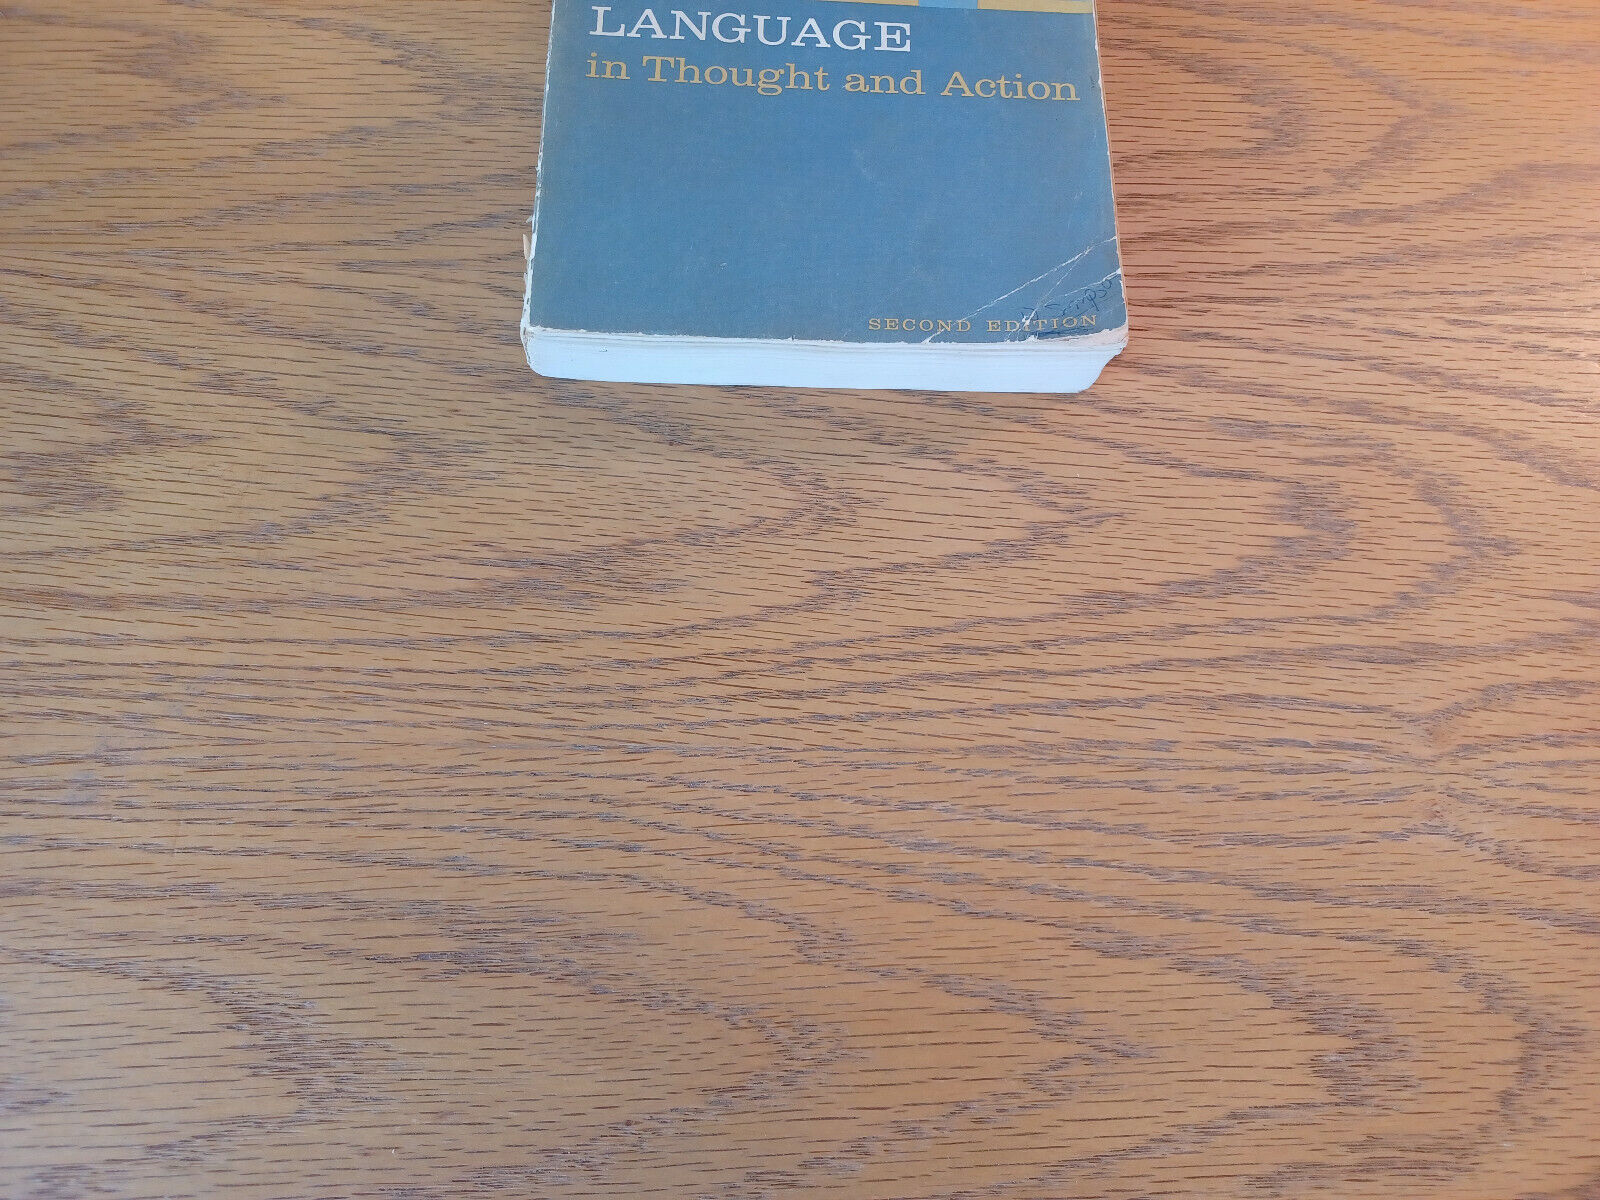 LANGUAGE
in Thought and Action
SECOND EDITION